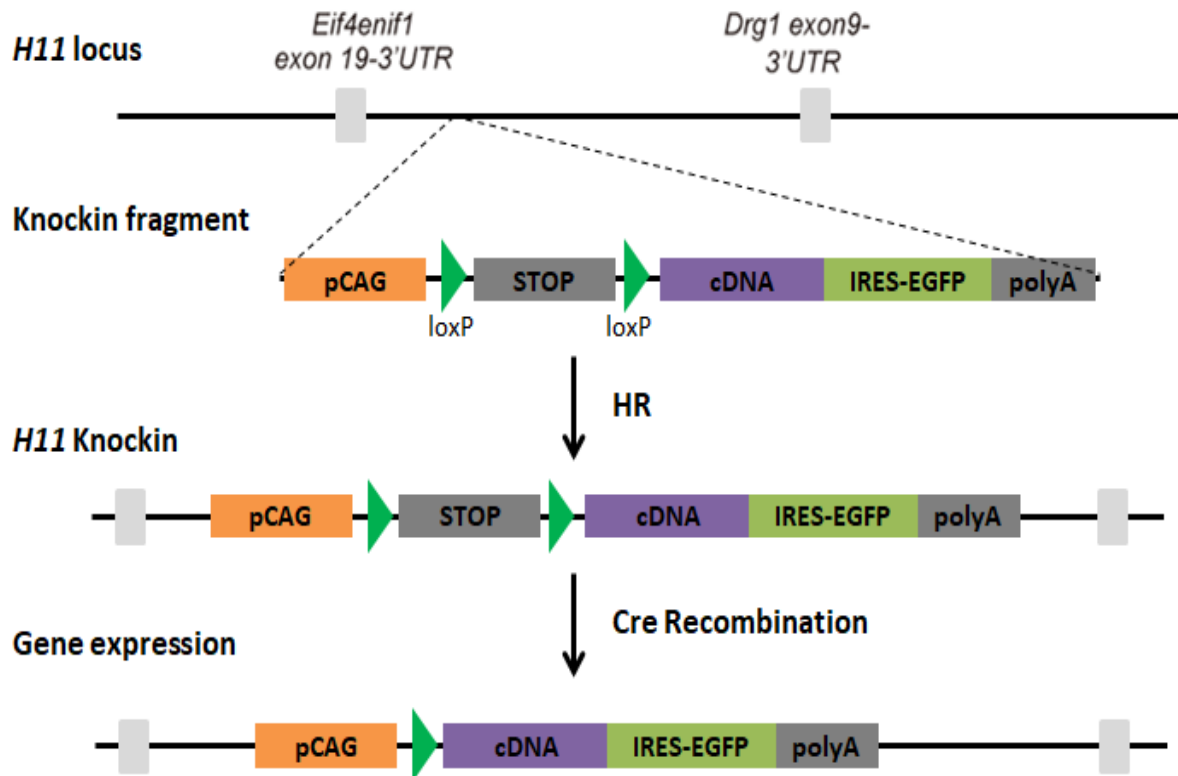 H11 locus
Eif4enif1
exon 19-3'UTR
Drg1 exon9-
3'UTR
Knockin fragment
pCAG
STOP
cDNA
IRES-EGFP
polyA
loxP
loxP
HR
H11 Knockin
pCAG
STOP
cDNA
IRES-EGFP
polyA
Cre Recombination
Gene expression
pCAG
cDNA
IRES-EGFP
polyA